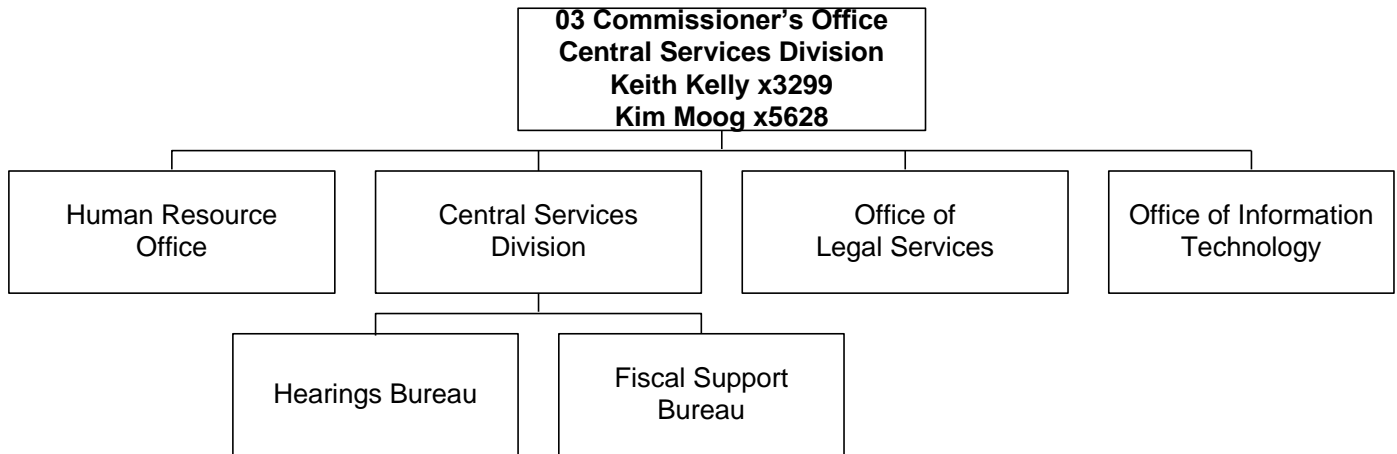 03 Commissioner’s Office
Central Services Division
Keith Kelly x3299
Kim Moog x5628
Human Resource
Office
Central Services
Division
Office of
Legal Services
Office of Information
Technology
Hearings Bureau
Fiscal Support
Bureau